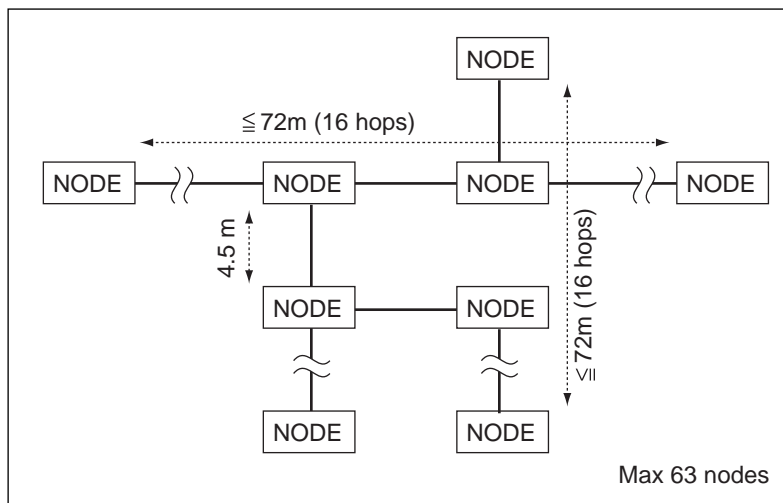 NODE
≦72m (16 hops)
NODE
NODE
NODE
NODE
4.5 m
≦72m (16 hops)
NODE
NODE
NODE
NODE
Max 63 nodes